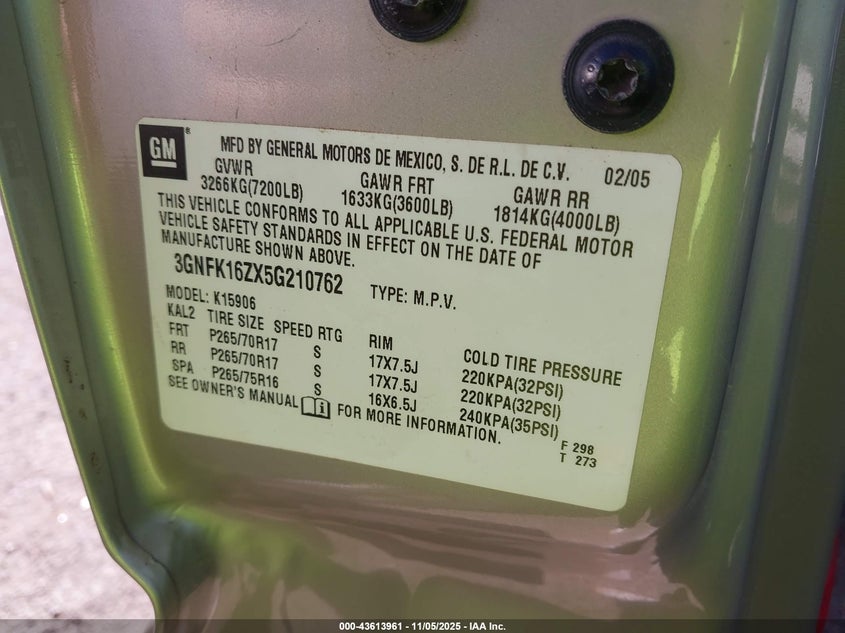 GM ®
MFD BY GENERAL MOTORS DE MEXICO, S. DE R.L. DE C.V. 02/05
GVWR GAWR FRT GAWR RR
3266KG(7200LB) 1633KG(3600LB) 1814KG(4000LB)
THIS VEHICLE CONFORMS TO ALL APPLICABLE U.S. FEDERAL MOTOR
VEHICLE SAFETY STANDARDS IN EFFECT ON THE DATE OF
MANUFACTURE SHOWN ABOVE.
3GNFK16ZX5G210762 TYPE: M.P.V.
MODEL: K15906
KAL2 TIRE SIZE SPEED RTG RIM COLD TIRE PRESSURE
FRT P265/70R17 S 17X7.5J 220KPA(32PSI)
RR P265/70R17 S 17X7.5J 220KPA(32PSI)
SPA P265/75R16 S 16X6.5J 240KPA(35PSI)
SEE OWNER'S MANUAL FOR MORE INFORMATION.
F 298
T 273
000-43613961 - 11/05/2025 - IAA Inc.